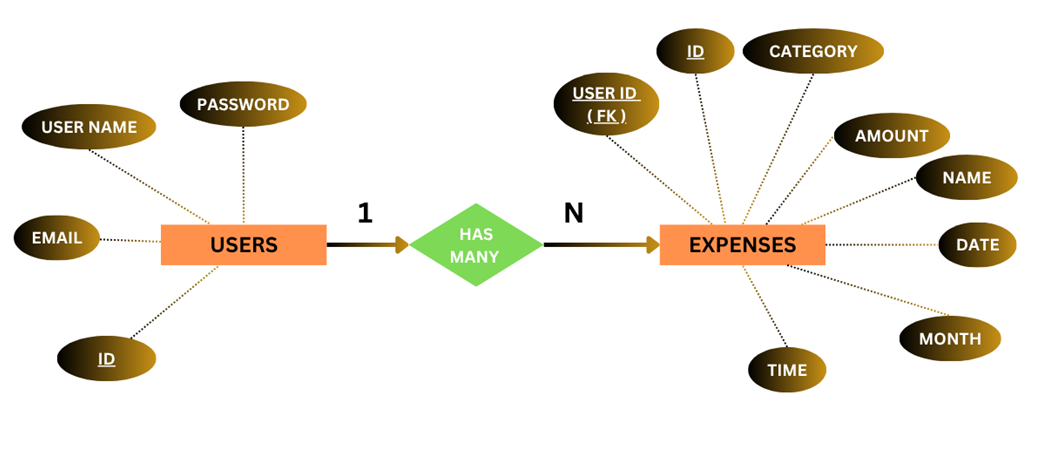 ID
CATEGORY
USER ID
( FK )
PASSWORD
USER NAME
AMOUNT
NAME
1
N
EMAIL
USERS
HAS
MANY
EXPENSES
DATE
MONTH
ID
TIME